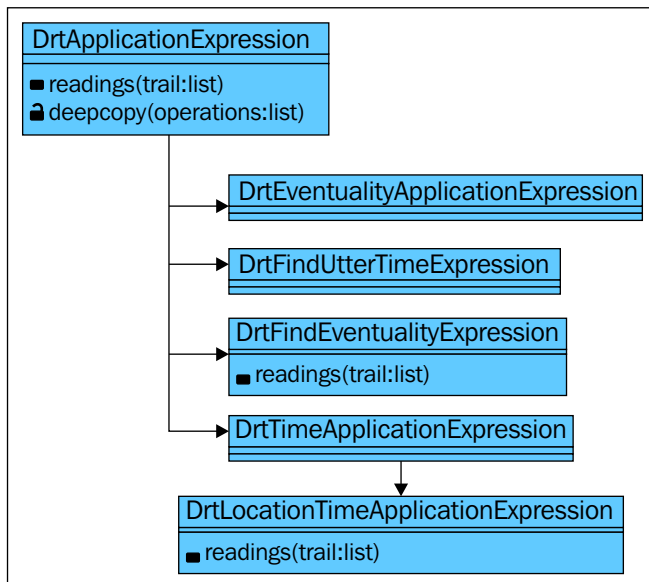 DrtApplicationExpression
readings(trail:list)
deepcopy(operations:list)
DrtEventualityApplicationExpression
DrtFindUtterTimeExpression
DrtFindEventualityExpression
readings(trail:list)
DrtTimeApplicationExpression
DrtLocationTimeApplicationExpression
readings(trail:list)